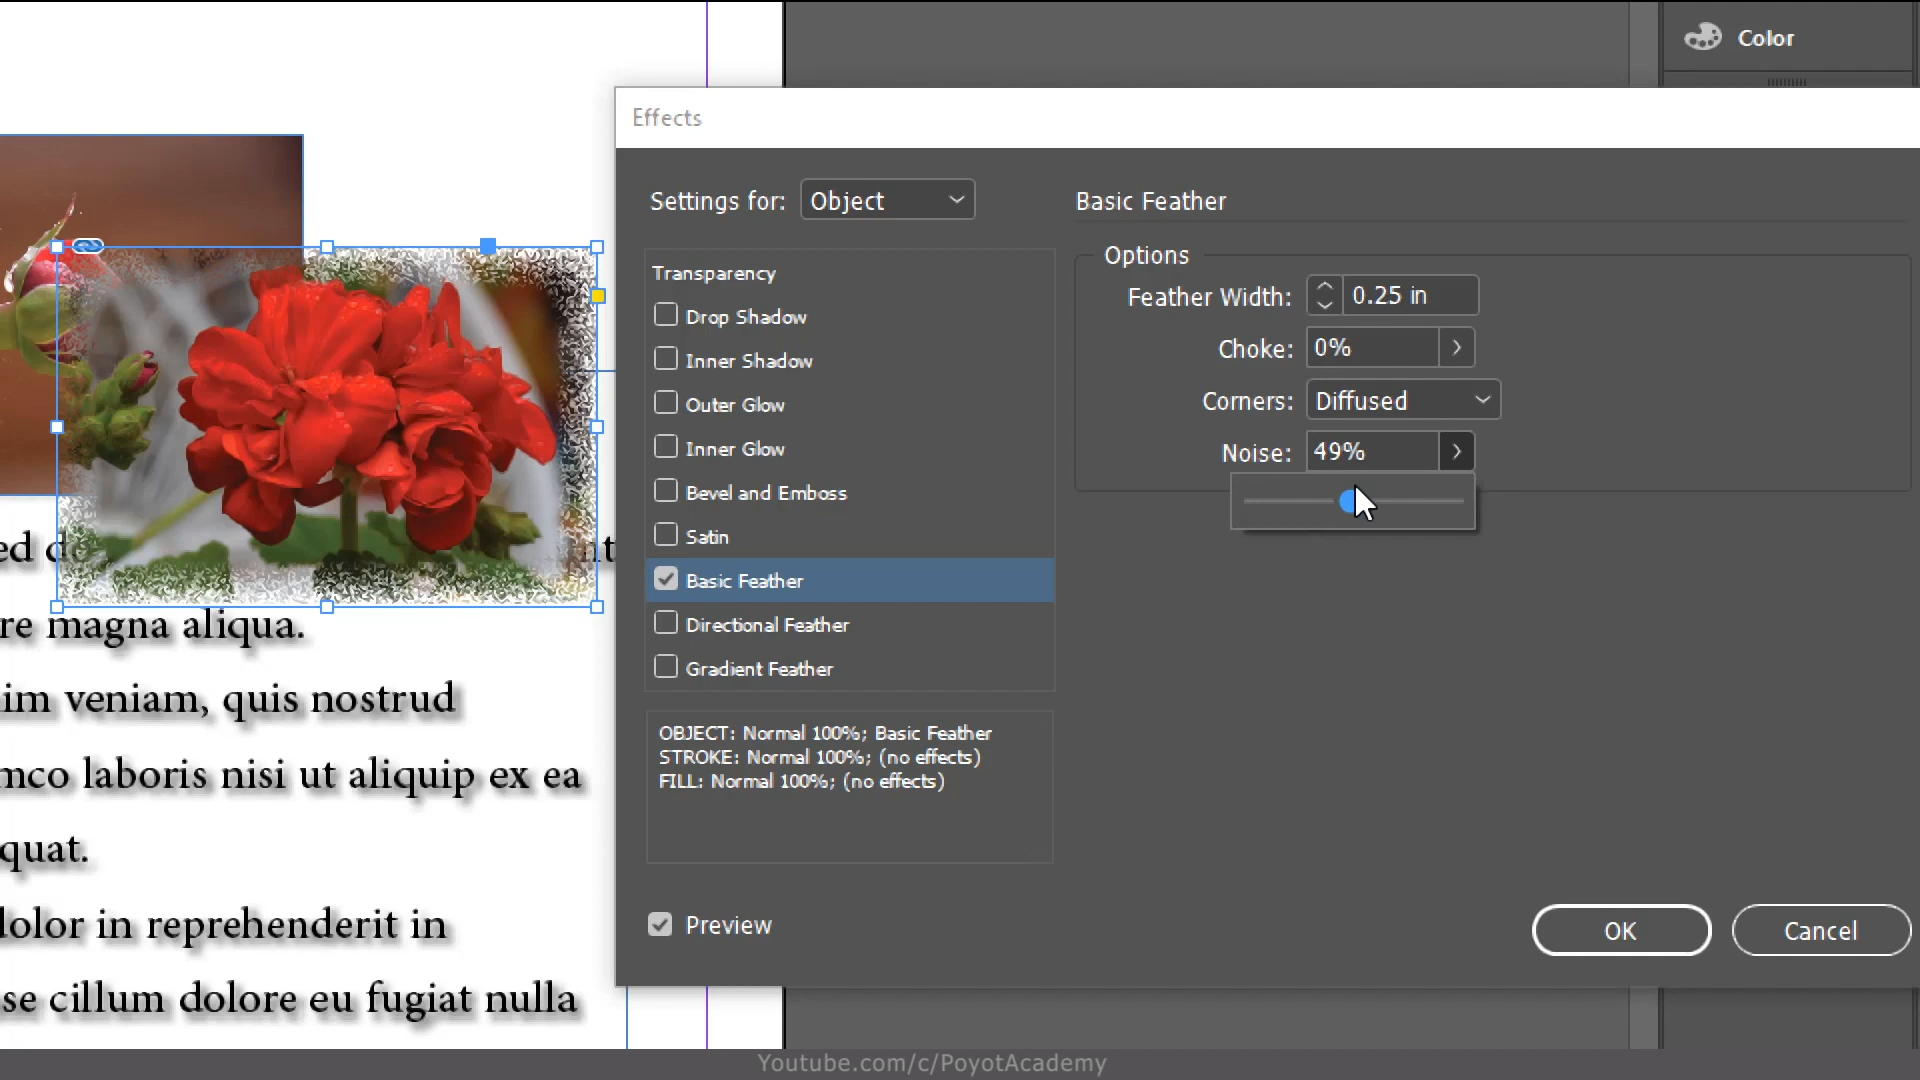 Color
Effects
Settings for: Object
Basic Feather
Options
Transparency
Drop Shadow
Inner Shadow
Outer Glow
Inner Glow
Bevel and Emboss
Satin
Basic Feather
Directional Feather
Gradient Feather
Feather Width: 0.25 in
Choke: 0%
Corners: Diffused
Noise: 49%
OBJECT: Normal 100%; Basic Feather
STROKE: Normal 100%; (no effects)
FILL: Normal 100%; (no effects)
Preview
OK
Cancel
ed d
re magna aliqua.
im veniam, quis nostrud
mco laboris nisi ut aliquip ex ea
quat.
dolor in reprehenderit in
se cillum dolore eu fugiat nulla
Youtube.com/c/PoyotAcademy